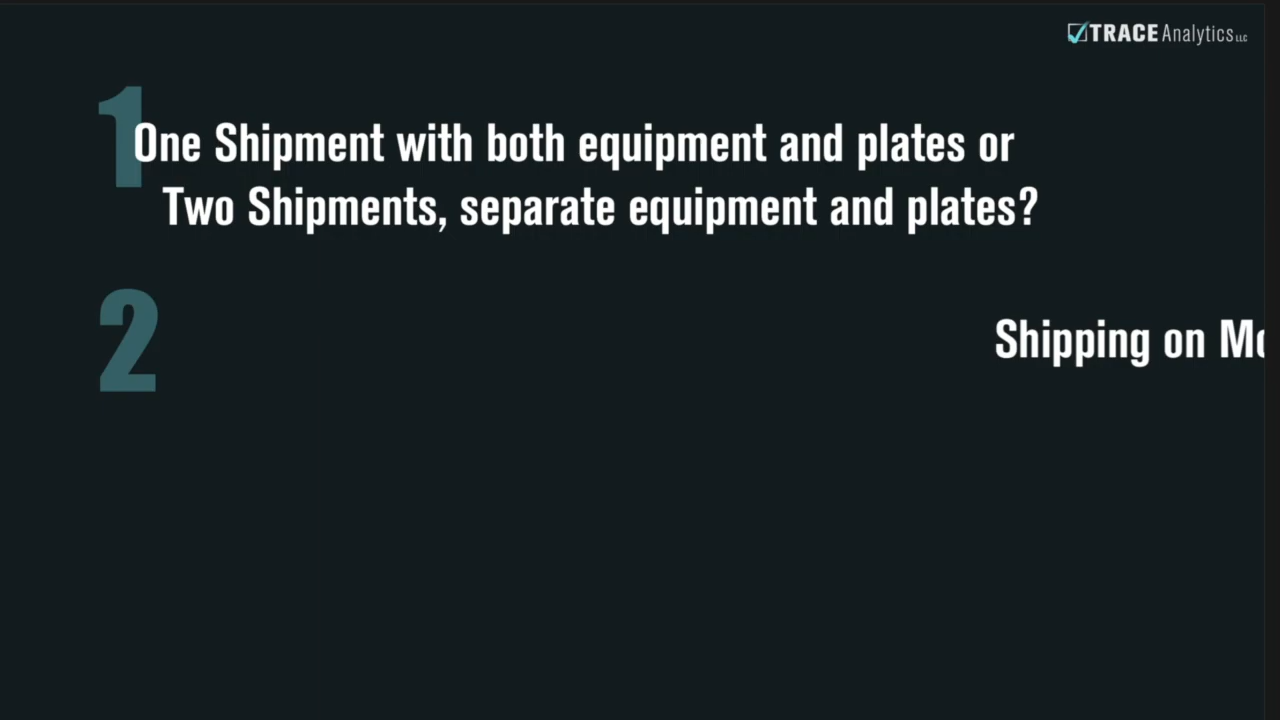 TRACE Analytics LLC
1
One Shipment with both equipment and plates or
Two Shipments, separate equipment and plates?
2
Shipping on